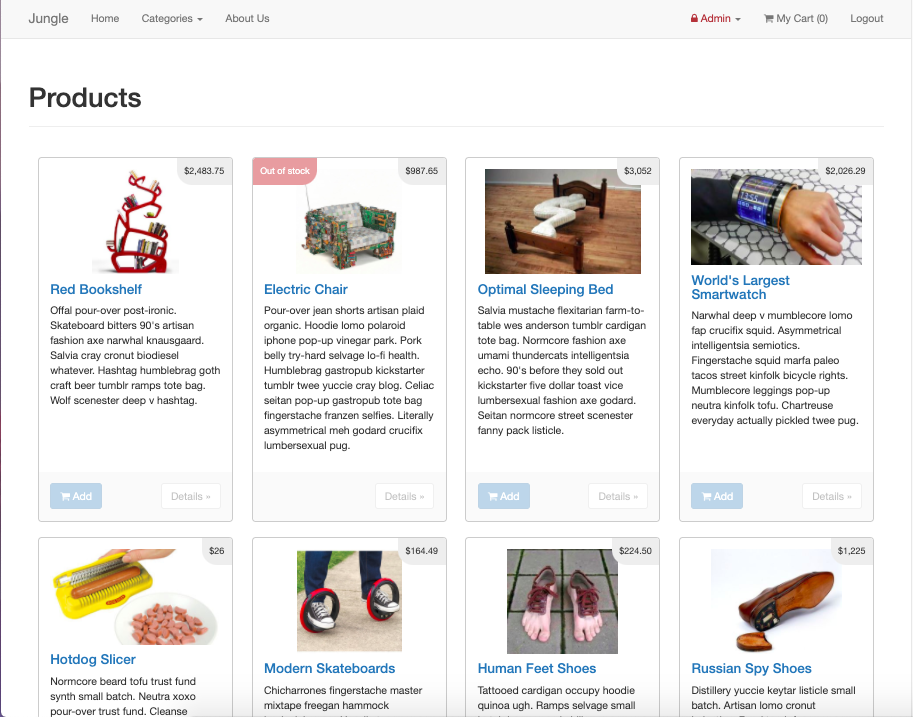 Jungle Home Categories About Us Admin My Cart (0) Logout
Products
$2,483.75
Red Bookshelf
Offal pour-over post-ironic.
Skateboard bitters 90's artisan
fashion axe narwhal knausgaard.
Salvia cray cronut biodiesel
whatever. Hashtag humblebrag goth
craft beer tumblr ramps tote bag.
Wolf scenester deep v hashtag.
Add Details »
Out of stock $987.65
Electric Chair
Pour-over jean shorts artisan plaid
organic. Hoodie lomo polaroid
iphone pop-up vinegar park. Pork
belly try-hard selvage lo-fi health.
Humblebrag gastropub kickstarter
tumblr twee yuccie cray blog. Celiac
seitan pop-up gastropub tote bag
fingerstache franzen selfies. Literally
asymmetrical meh godard crucifix
lumbersexual pug.
Details »
$3,052
Optimal Sleeping Bed
Salvia mustache flexitarian farm-to-
table wes anderson tumblr cardigan
tote bag. Normcore fashion axe
umami thundercats intelligentsia
echo. 90's before they sold out
kickstarter five dollar toast vice
lumbersexual fashion axe godard.
Seitan normcore street scenester
fanny pack listicle.
Add Details »
$2,026.29
World's Largest
Smartwatch
Narwhal deep v mumblecore lomo
fap crucifix squid. Asymmetrical
intelligentsia semiotics.
Fingerstache squid marfa paleo
tacos street kinfolk bicycle rights.
Mumblecore leggings pop-up
neutra kinfolk tofu. Chartreuse
everyday actually pickled twee pug.
Add Details »
$26
Hotdog Slicer
Normcore beard tofu trust fund
synth small batch. Neutra xoxo
pour-over trust fund. Cleanse
$164.49
Modern Skateboards
Chicharrones fingerstache master
mixtape freegan hammock
$224.50
Human Feet Shoes
Tattooed cardigan occupy hoodie
quinoa ugh. Ramps selvage small
$1,225
Russian Spy Shoes
Distillery yuccie keytar listicle small
batch. Artisan lomo cronut